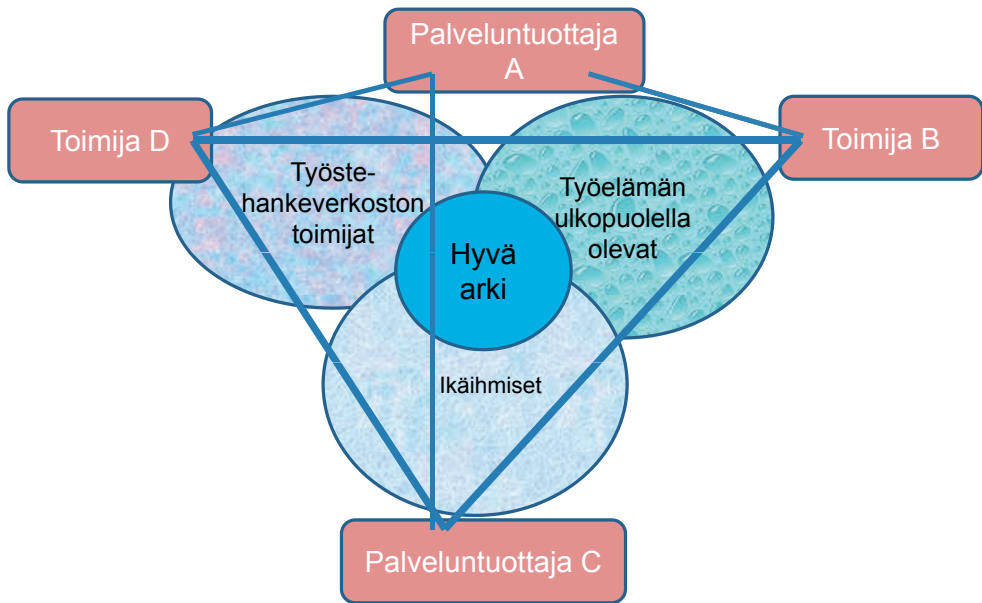 Palveluntuottaja
A
Toimija D
Toimija B
Työste-
hankeverkoston
toimijat
Työelämän
ulkopuolella
olevat
Hyvä
arki
Ikäihmiset
Palveluntuottaja C